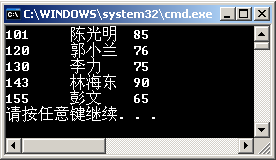 C:\WINDOWS\system32\cmd.exe
101 陈光明 85
120 郭小兰 76
130 李力 75
143 林海东 90
155 彭文 65
请按任意键继续. . .